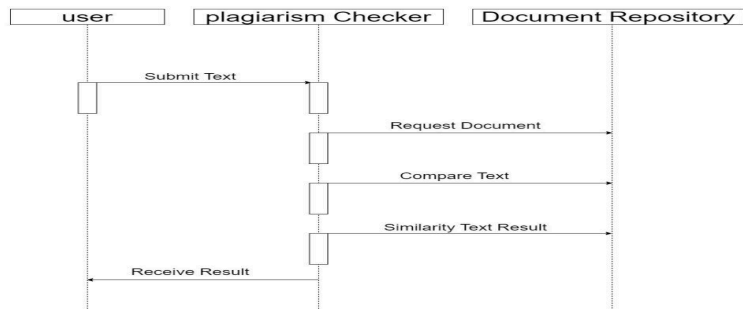 user
plagiarism Checker
Document Repository
Submit Text
Request Document
Compare Text
Similarity Text Result
Receive Result